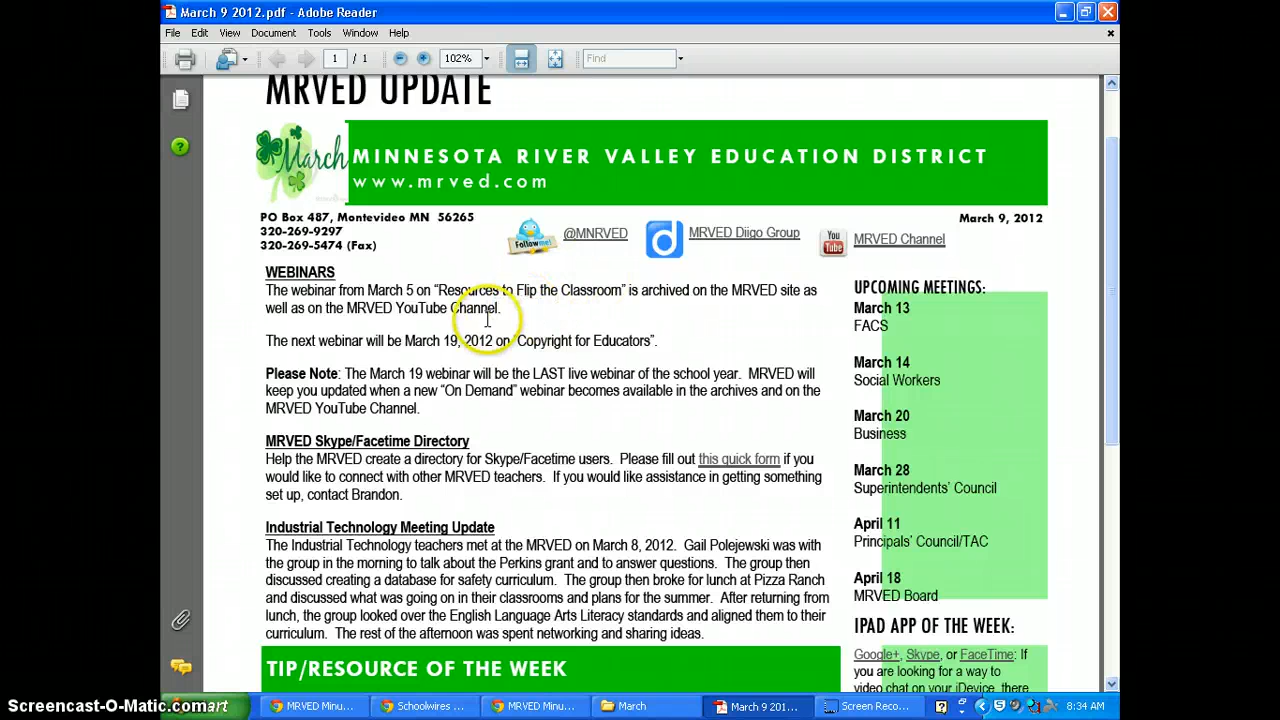 March 9 2012.pdf - Adobe Reader
File Edit View Document Tools Window Help
1 / 1 102% Find
MRVED UPDATE
March
MINNESOTA RIVER VALLEY EDUCATION DISTRICT
www.mrved.com
PO Box 487, Montevideo MN 56265
320-269-9297
320-269-5474 (Fax)
March 9, 2012
Follow me!
@MNRVED
d
MRVED Diigo Group
You Tube
MRVED Channel
WEBINARS
The webinar from March 5 on “Resources to Flip the Classroom” is archived on the MRVED site as
well as on the MRVED YouTube Channel.
The next webinar will be March 19, 2012 on “Copyright for Educators”.
Please Note: The March 19 webinar will be the LAST live webinar of the school year. MRVED will
keep you updated when a new “On Demand” webinar becomes available in the archives and on the
MRVED YouTube Channel.
MRVED Skype/Facetime Directory
Help the MRVED create a directory for Skype/Facetime users. Please fill out this quick form if you
would like to connect with other MRVED teachers. If you would like assistance in getting something
set up, contact Brandon.
Industrial Technology Meeting Update
The Industrial Technology teachers met at the MRVED on March 8, 2012. Gail Polejewski was with
the group in the morning to talk about the Perkins grant and to answer questions. The group then
discussed creating a database for safety curriculum. The group then broke for lunch at Pizza Ranch
and discussed what was going on in their classrooms and plans for the summer. After returning from
lunch, the group looked over the English Language Arts Literacy standards and aligned them to their
curriculum. The rest of the afternoon was spent networking and sharing ideas.
TIP/RESOURCE OF THE WEEK
UPCOMING MEETINGS:
March 13
FACS
March 14
Social Workers
March 20
Business
March 28
Superintendents’ Council
April 11
Principals’ Council/TAC
April 18
MRVED Board
IPAD APP OF THE WEEK:
Google+, Skype, or FaceTime: If
you are looking for a way to
video chat on your iDevice, there
Screencast-O-Matic.com
art
MRVED Minu...
Schoolwires ...
MRVED Minu...
March
March 9 201...
Screen Reco...
8:34 AM